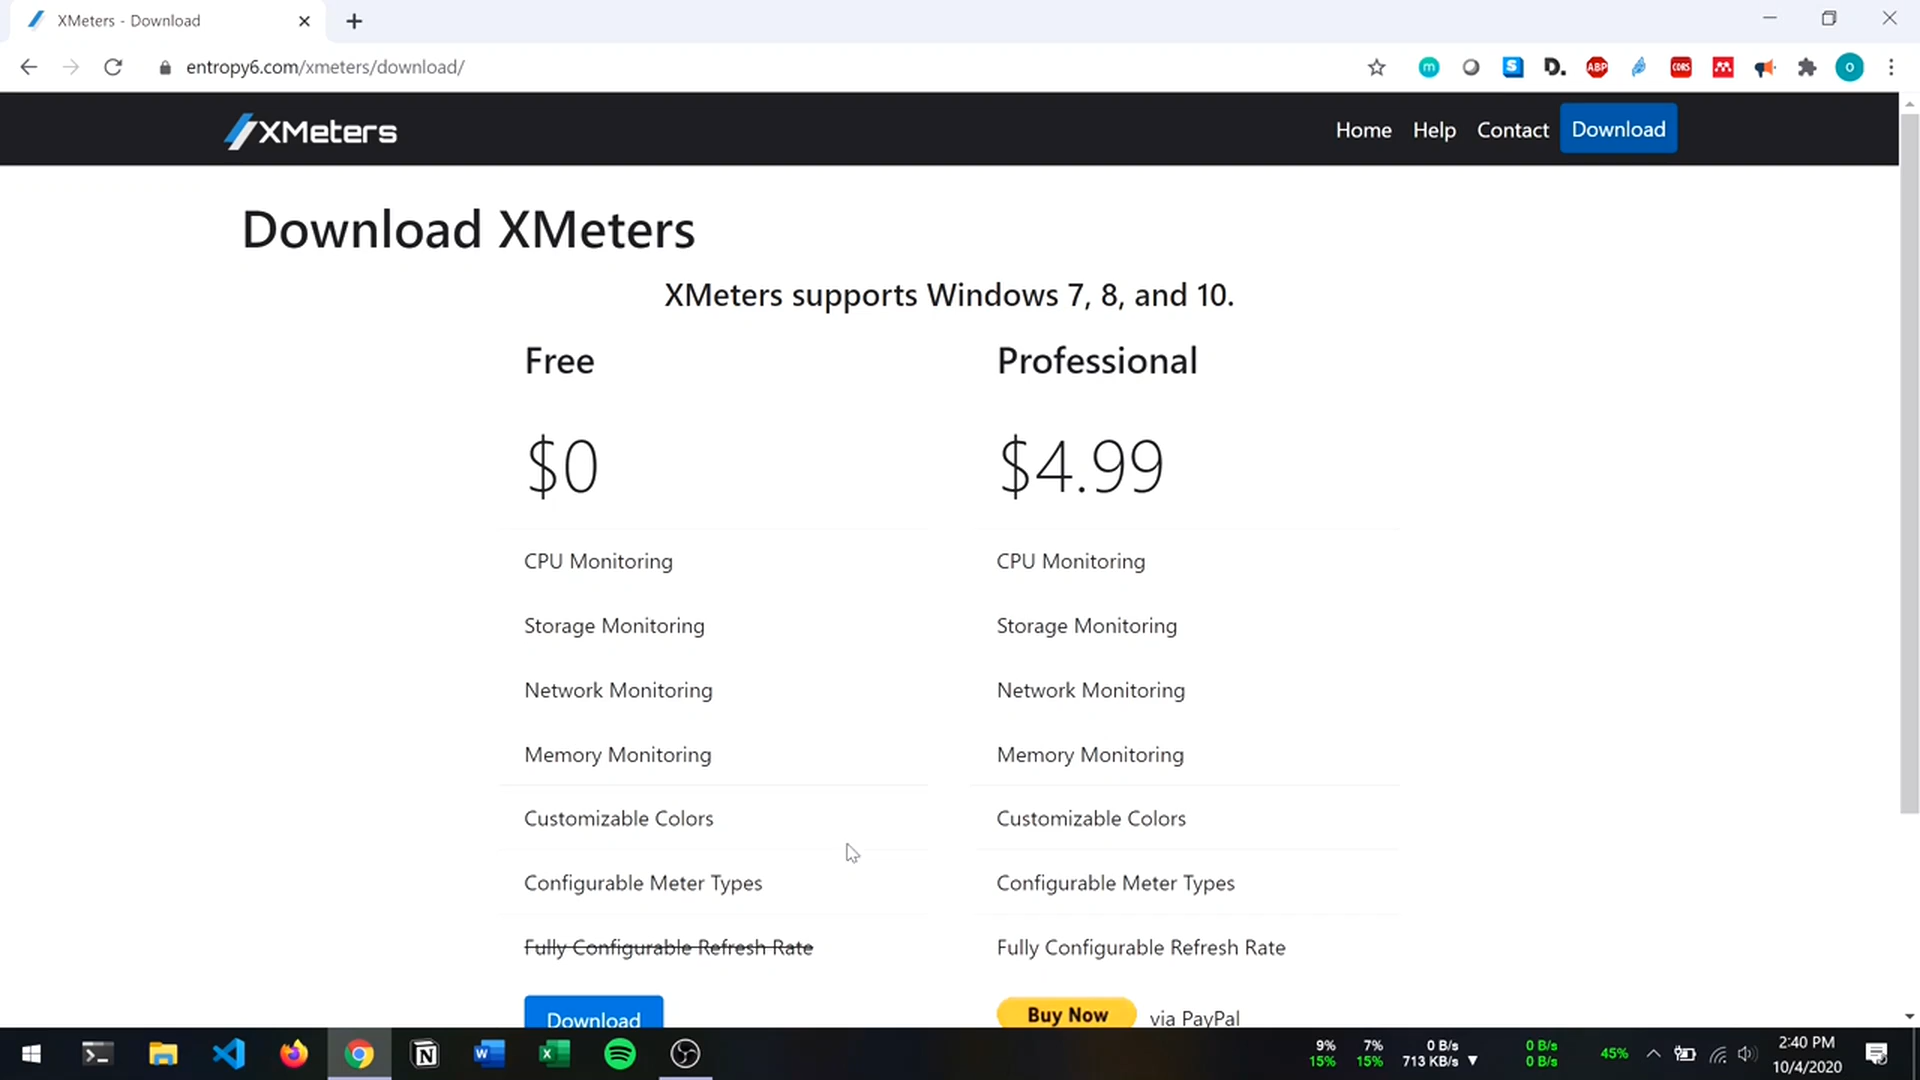 XMeters - Download
entropy6.com/xmeters/download/
m
S
D.
ABP
CORS
O
XMeters
Home
Help
Contact
Download
Download XMeters
XMeters supports Windows 7, 8, and 10.
Free
Professional
$0
$4.99
CPU Monitoring
CPU Monitoring
Storage Monitoring
Storage Monitoring
Network Monitoring
Network Monitoring
Memory Monitoring
Memory Monitoring
Customizable Colors
Customizable Colors
Configurable Meter Types
Configurable Meter Types
Fully Configurable Refresh Rate
Fully Configurable Refresh Rate
Download
Buy Now
via PayPal
9%
7%
0 B/s
0 B/s
15%
15%
713 KB/s
0 B/s
45%
2:40 PM
10/4/2020